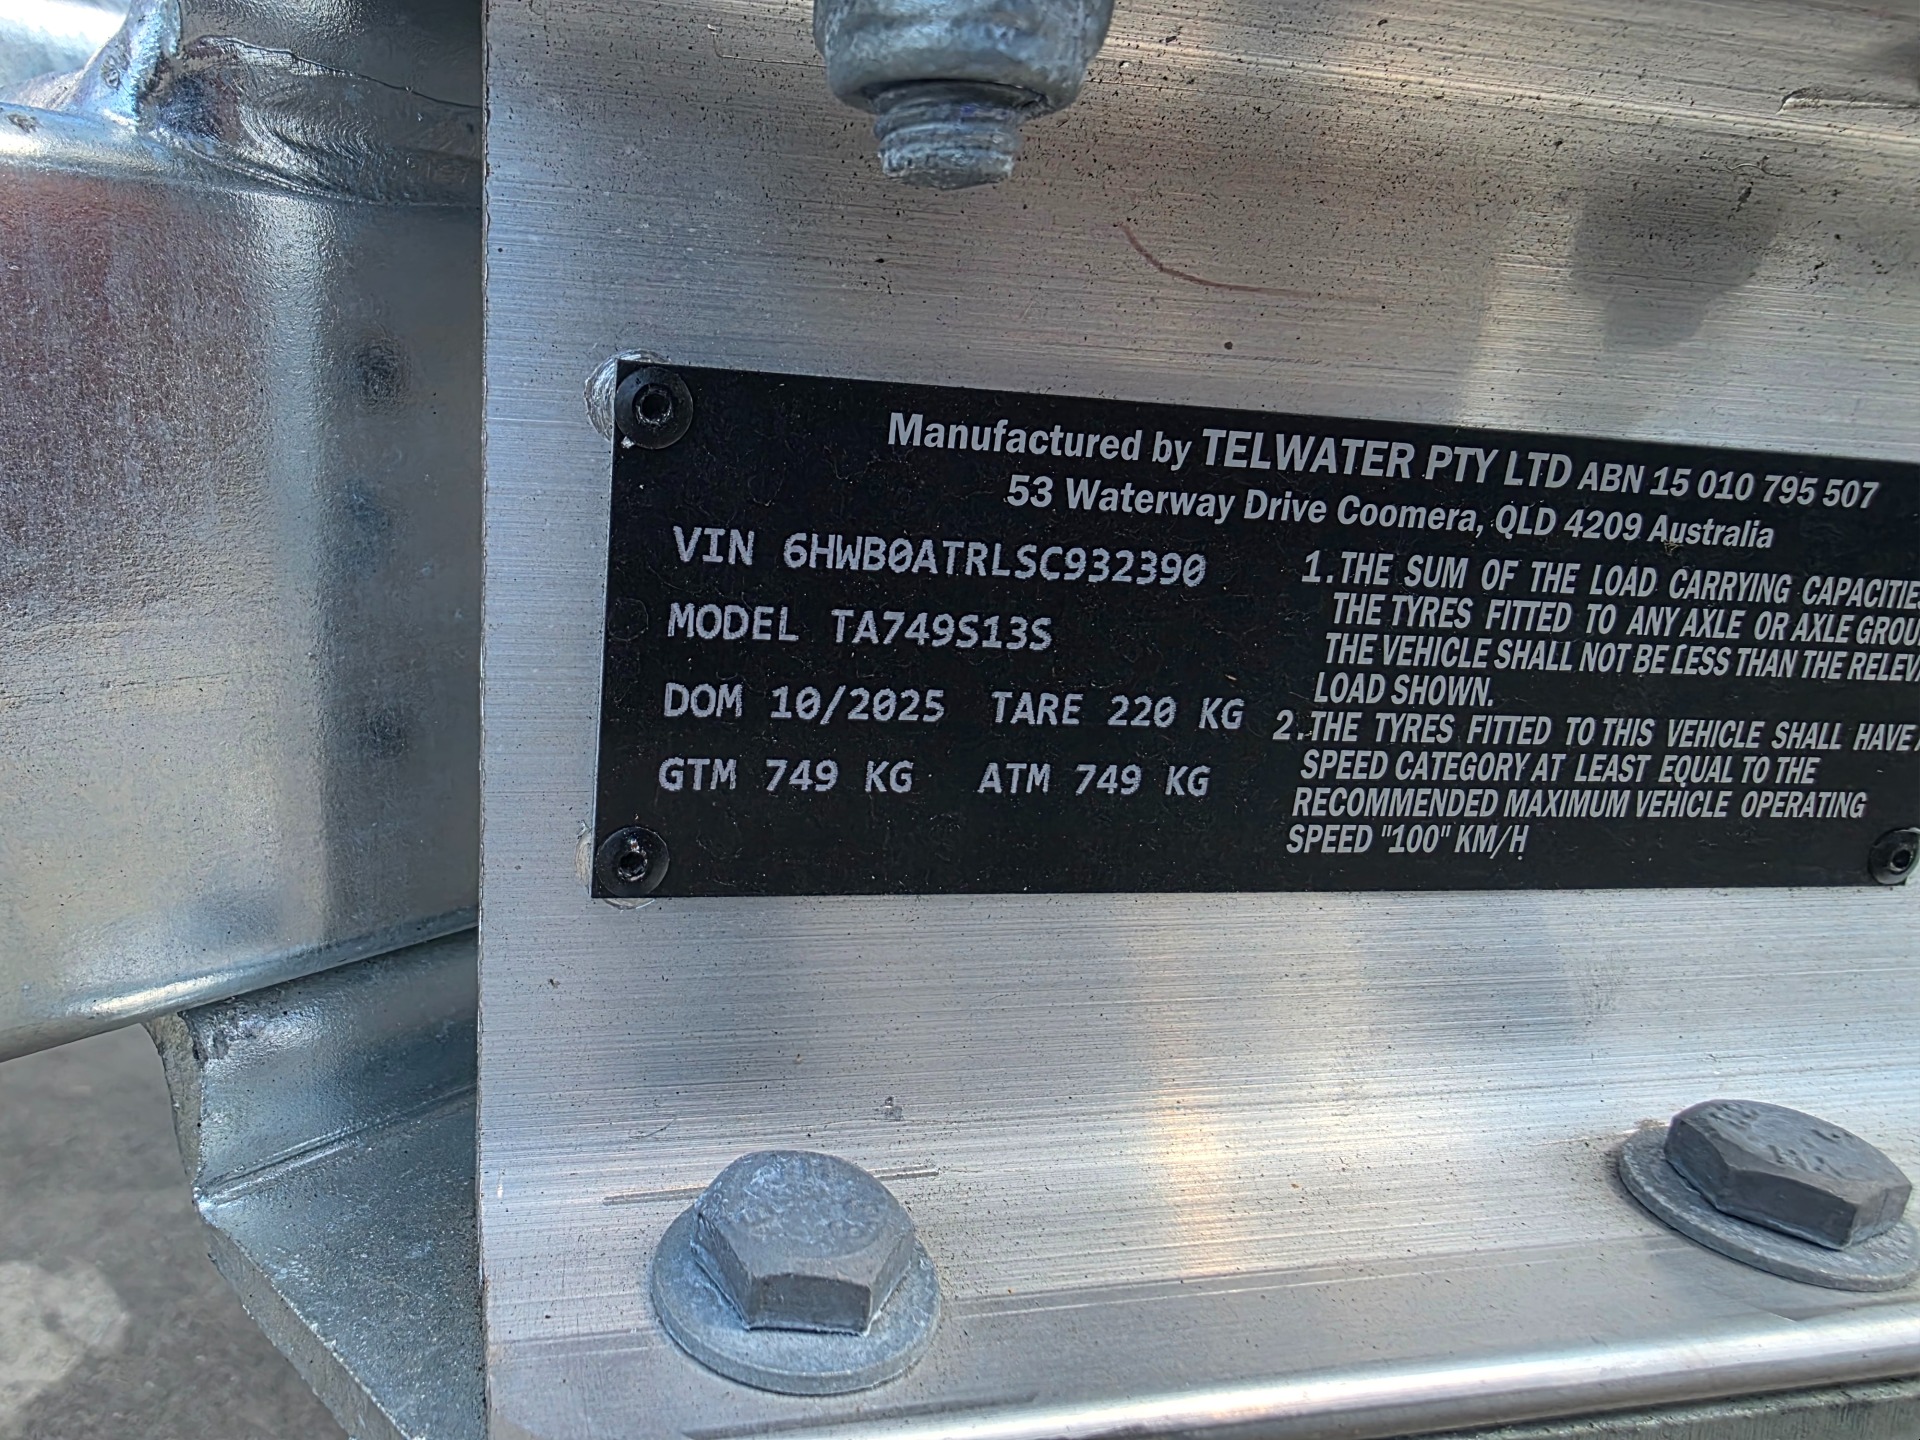 Manufactured by TELWATER PTY LTD ABN 15 010 795 507
53 Waterway Drive Coomera, QLD 4209 Australia
VIN 6HWB0ATRLSC932390
MODEL TA749S13S
DOM 10/2025 TARE 220 KG
GTM 749 KG ATM 749 KG
1. THE SUM OF THE LOAD CARRYING CAPACITIE
THE TYRES FITTED TO ANY AXLE OR AXLE GROU
THE VEHICLE SHALL NOT BE LESS THAN THE RELEV
LOAD SHOWN.
2. THE TYRES FITTED TO THIS VEHICLE SHALL HAVE
SPEED CATEGORY AT LEAST EQUAL TO THE
RECOMMENDED MAXIMUM VEHICLE OPERATING
SPEED "100" KM/H